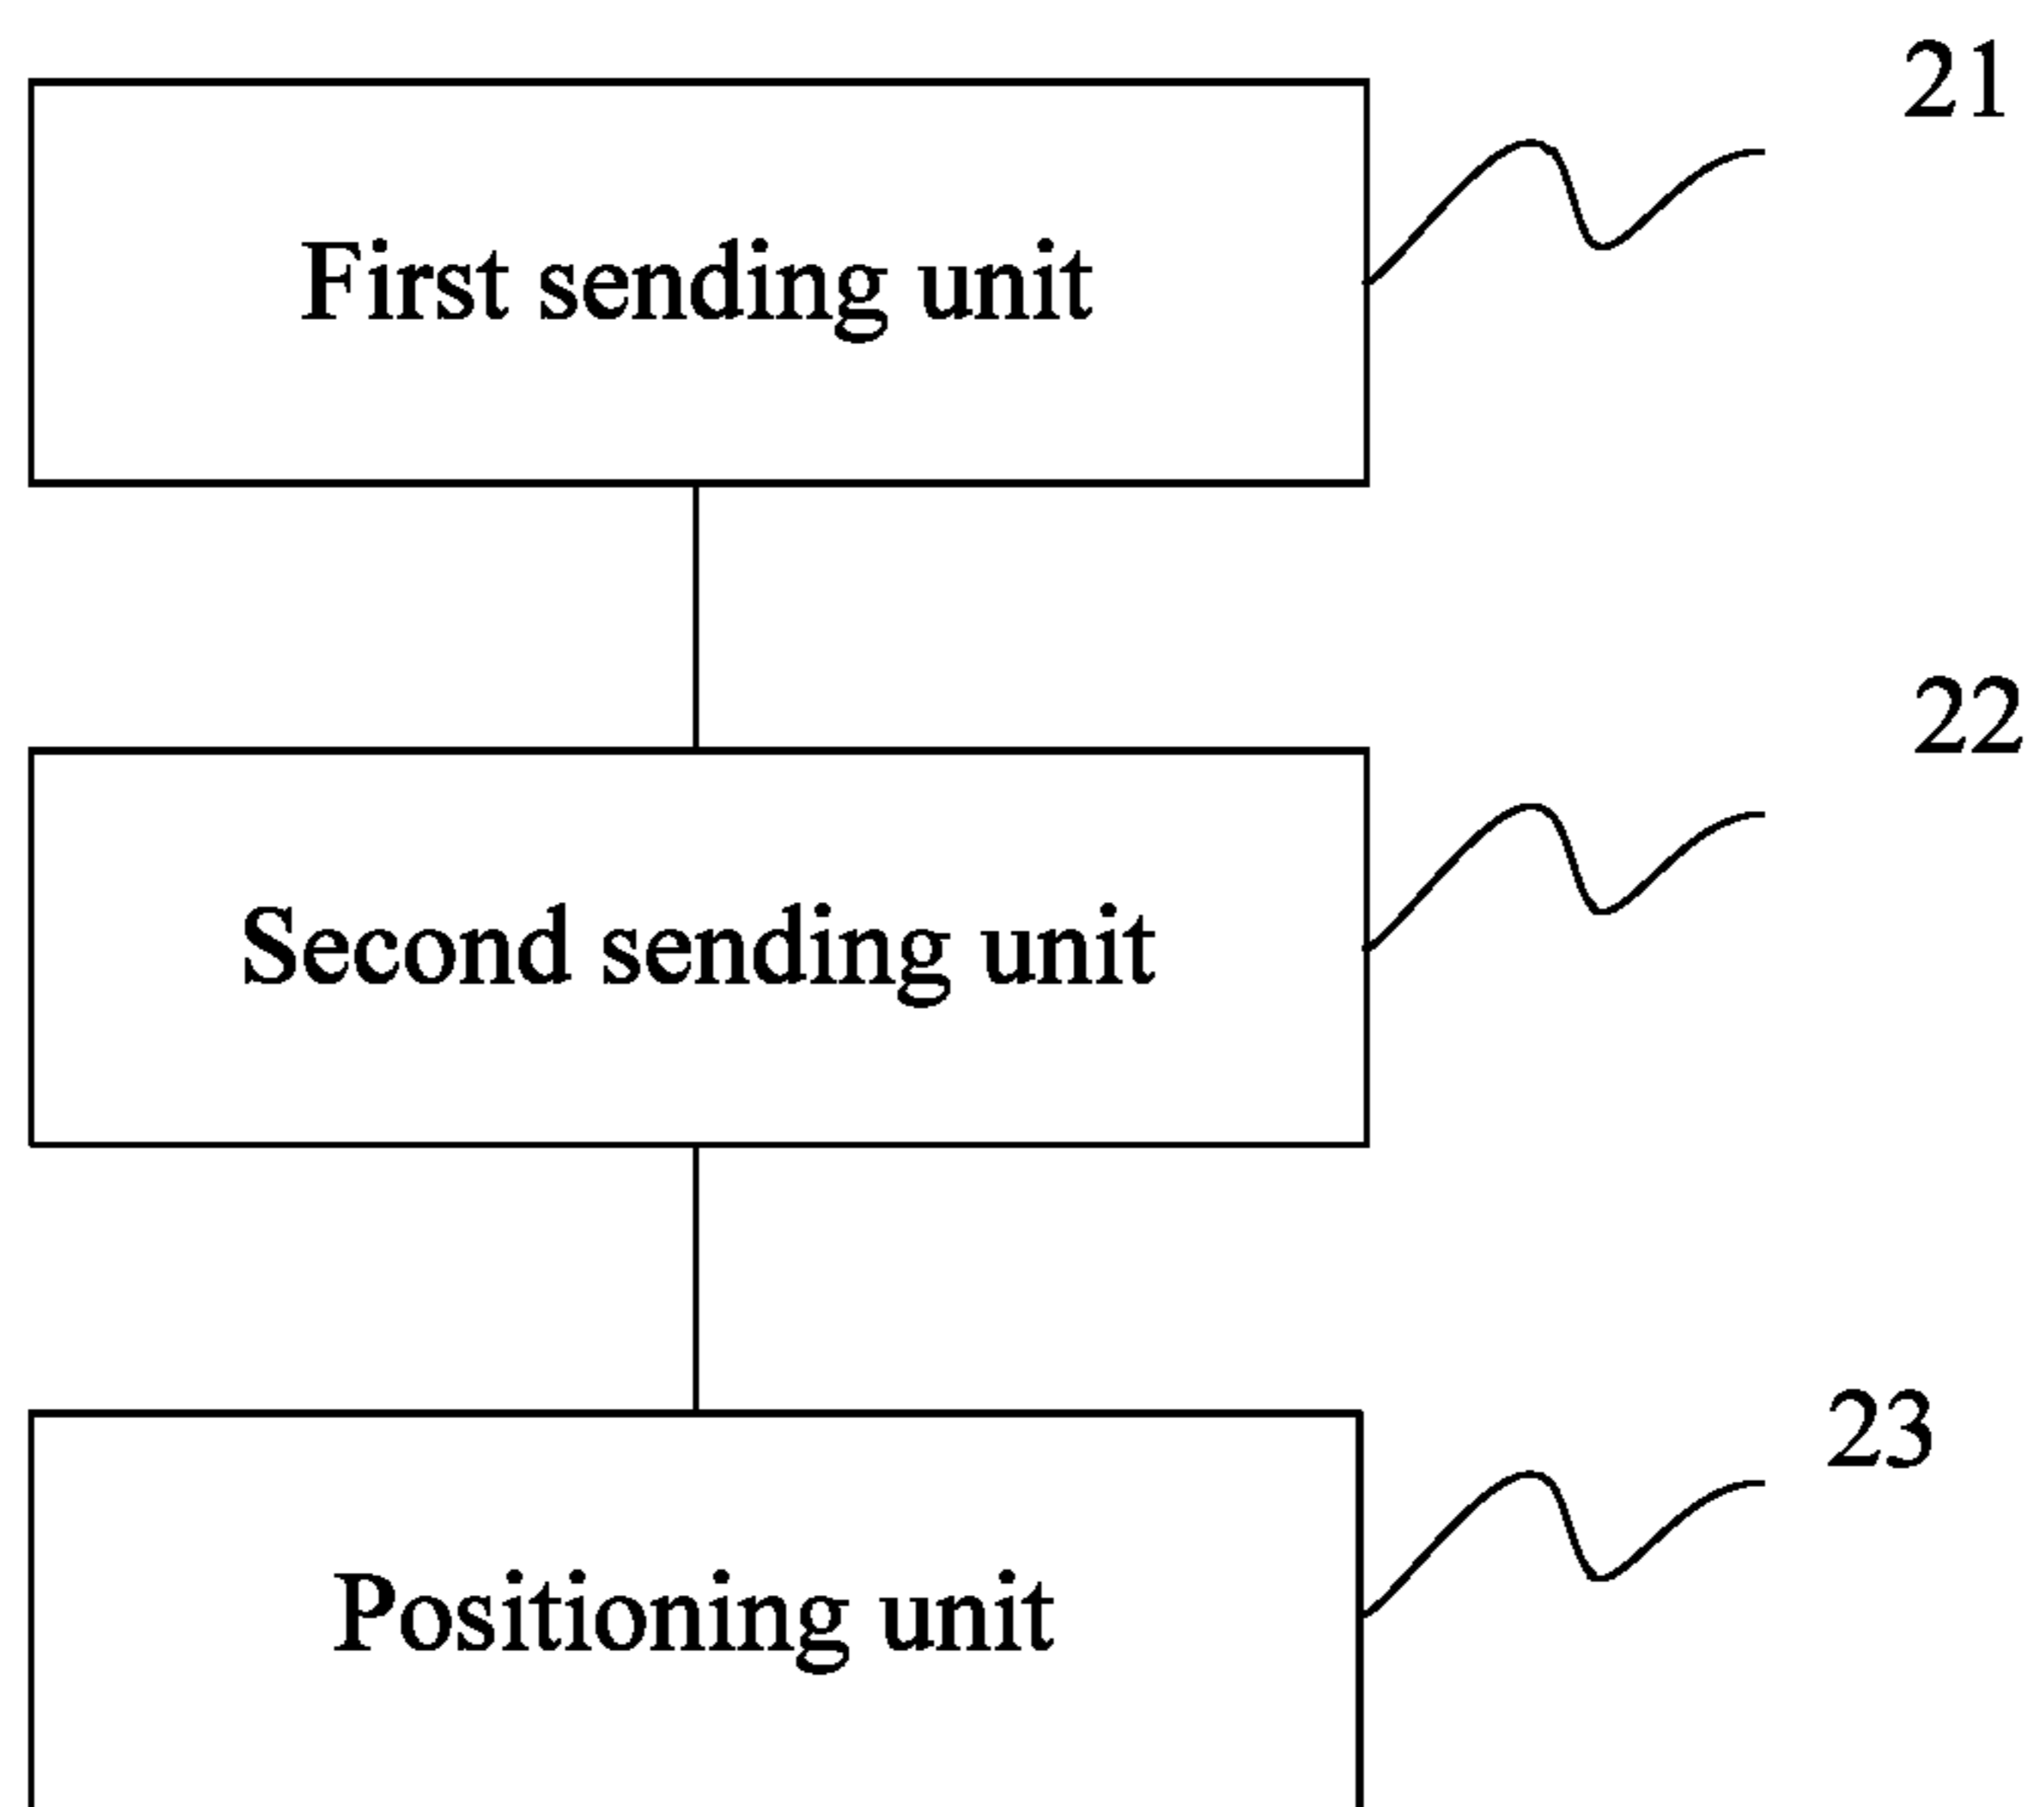 21
First sending unit
22
Second sending unit
23
Positioning unit